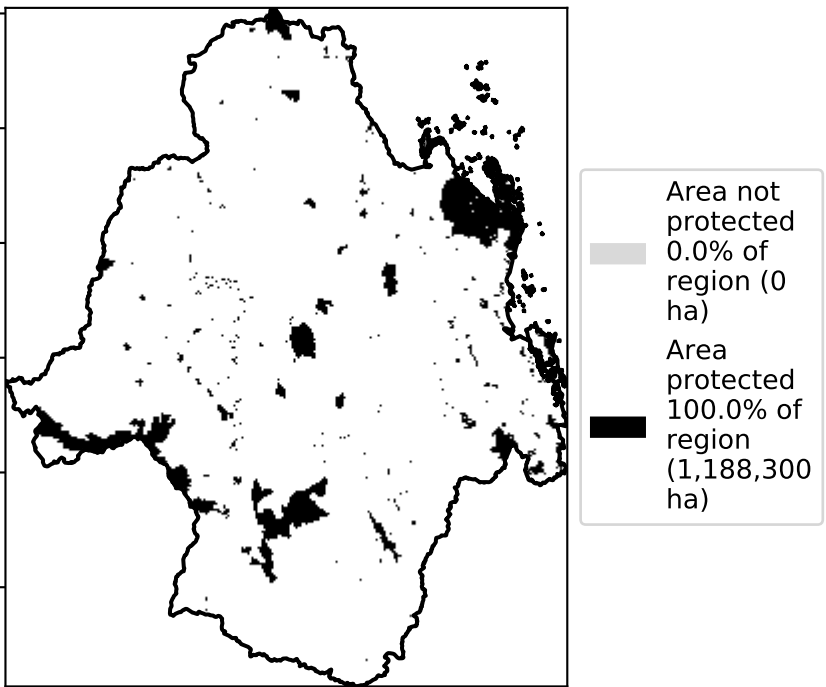 Area not
protected
0.0% of
region (0
ha)
Area
protected
100.0% of
region
(1,188,300
ha)